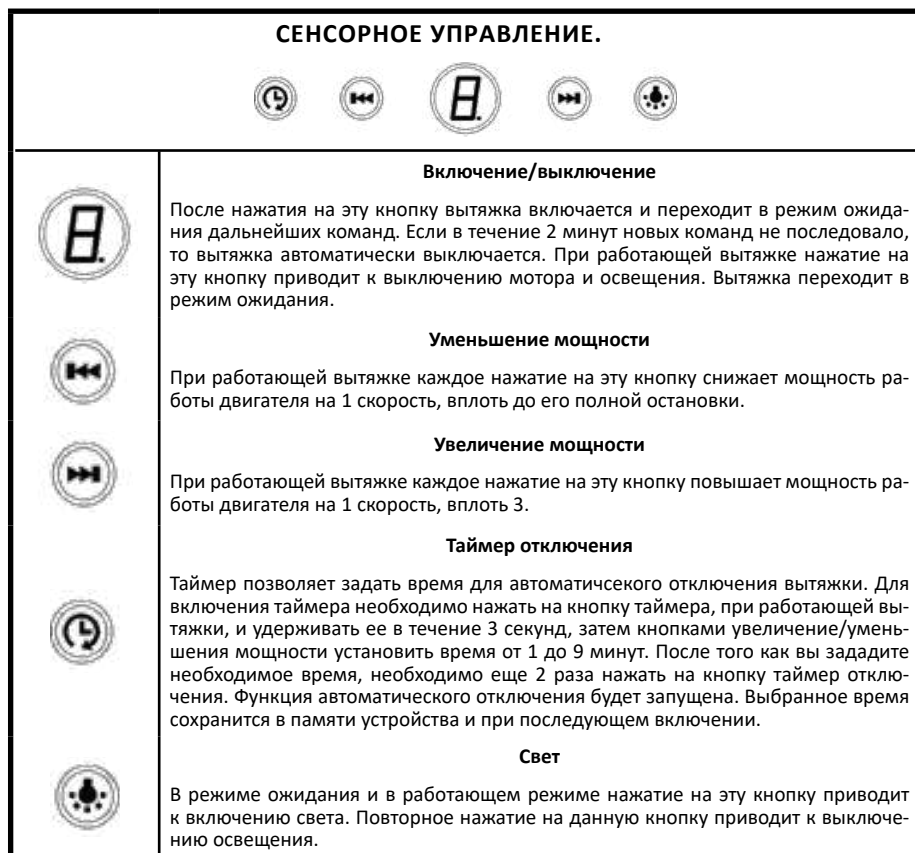 СЕНСОРНОЕ УПРАВЛЕНИЕ.
8.
Включение/выключение
8.
После нажатия на эту кнопку вытяжка включается и переходит в режим ожида-
ния дальнейших команд. Если в течение 2 минут новых команд не последовало,
то вытяжка автоматически выключается. При работающей вытяжке нажатие на
эту кнопку приводит к выключению мотора и освещения. Вытяжка переходит в
режим ожидания.
Уменьшение мощности
При работающей вытяжке каждое нажатие на эту кнопку снижает мощность ра-
боты двигателя на 1 скорость, вплоть до его полной остановки.
Увеличение мощности
При работающей вытяжке каждое нажатие на эту кнопку повышает мощность ра-
боты двигателя на 1 скорость, вплоть 3.
Таймер отключения
Таймер позволяет задать время для автоматичсекого отключения вытяжки. Для
включения таймера необходимо нажать на кнопку таймера, при работающей вы-
тяжки, и удерживать ее в течение 3 секунд, затем кнопками увеличение/умень-
шения мощности установить время от 1 до 9 минут. После того как вы зададите
необходимое время, необходимо еще 2 раза нажать на кнопку таймер отклю-
чения. Функция автоматического отключения будет запущена. Выбранное время
сохранится в памяти устройства и при последующем включении.
Свет
В режиме ожидания и в работающем режиме нажатие на эту кнопку приводит
к включению света. Повторное нажатие на данную кнопку приводит к выключе-
нию освещения.